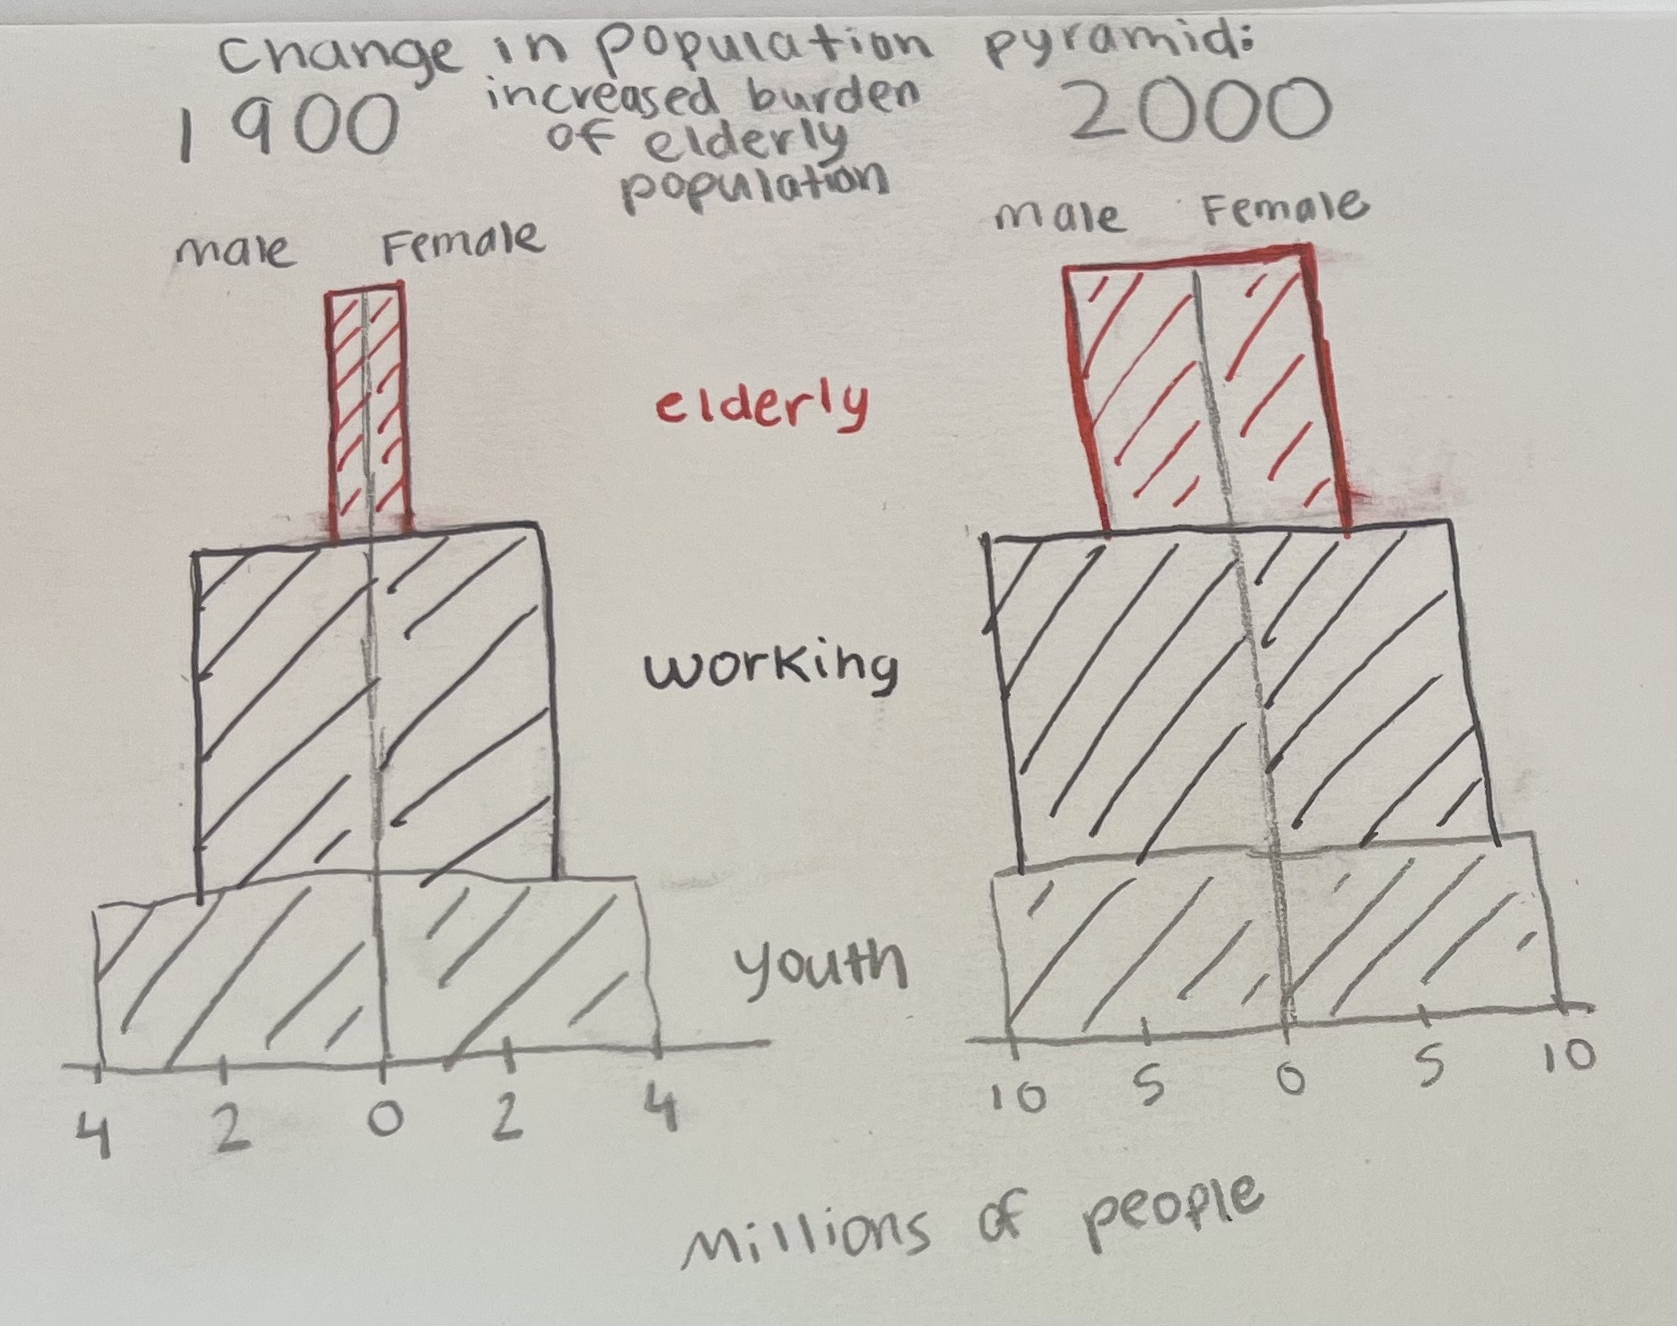 Change in population pyramid:
1900 increased burden 2000
of elderly
population
male Female
male Female
elderly
working
youth
4 2 0 2 4
10 5 0 5 10
Millions of people